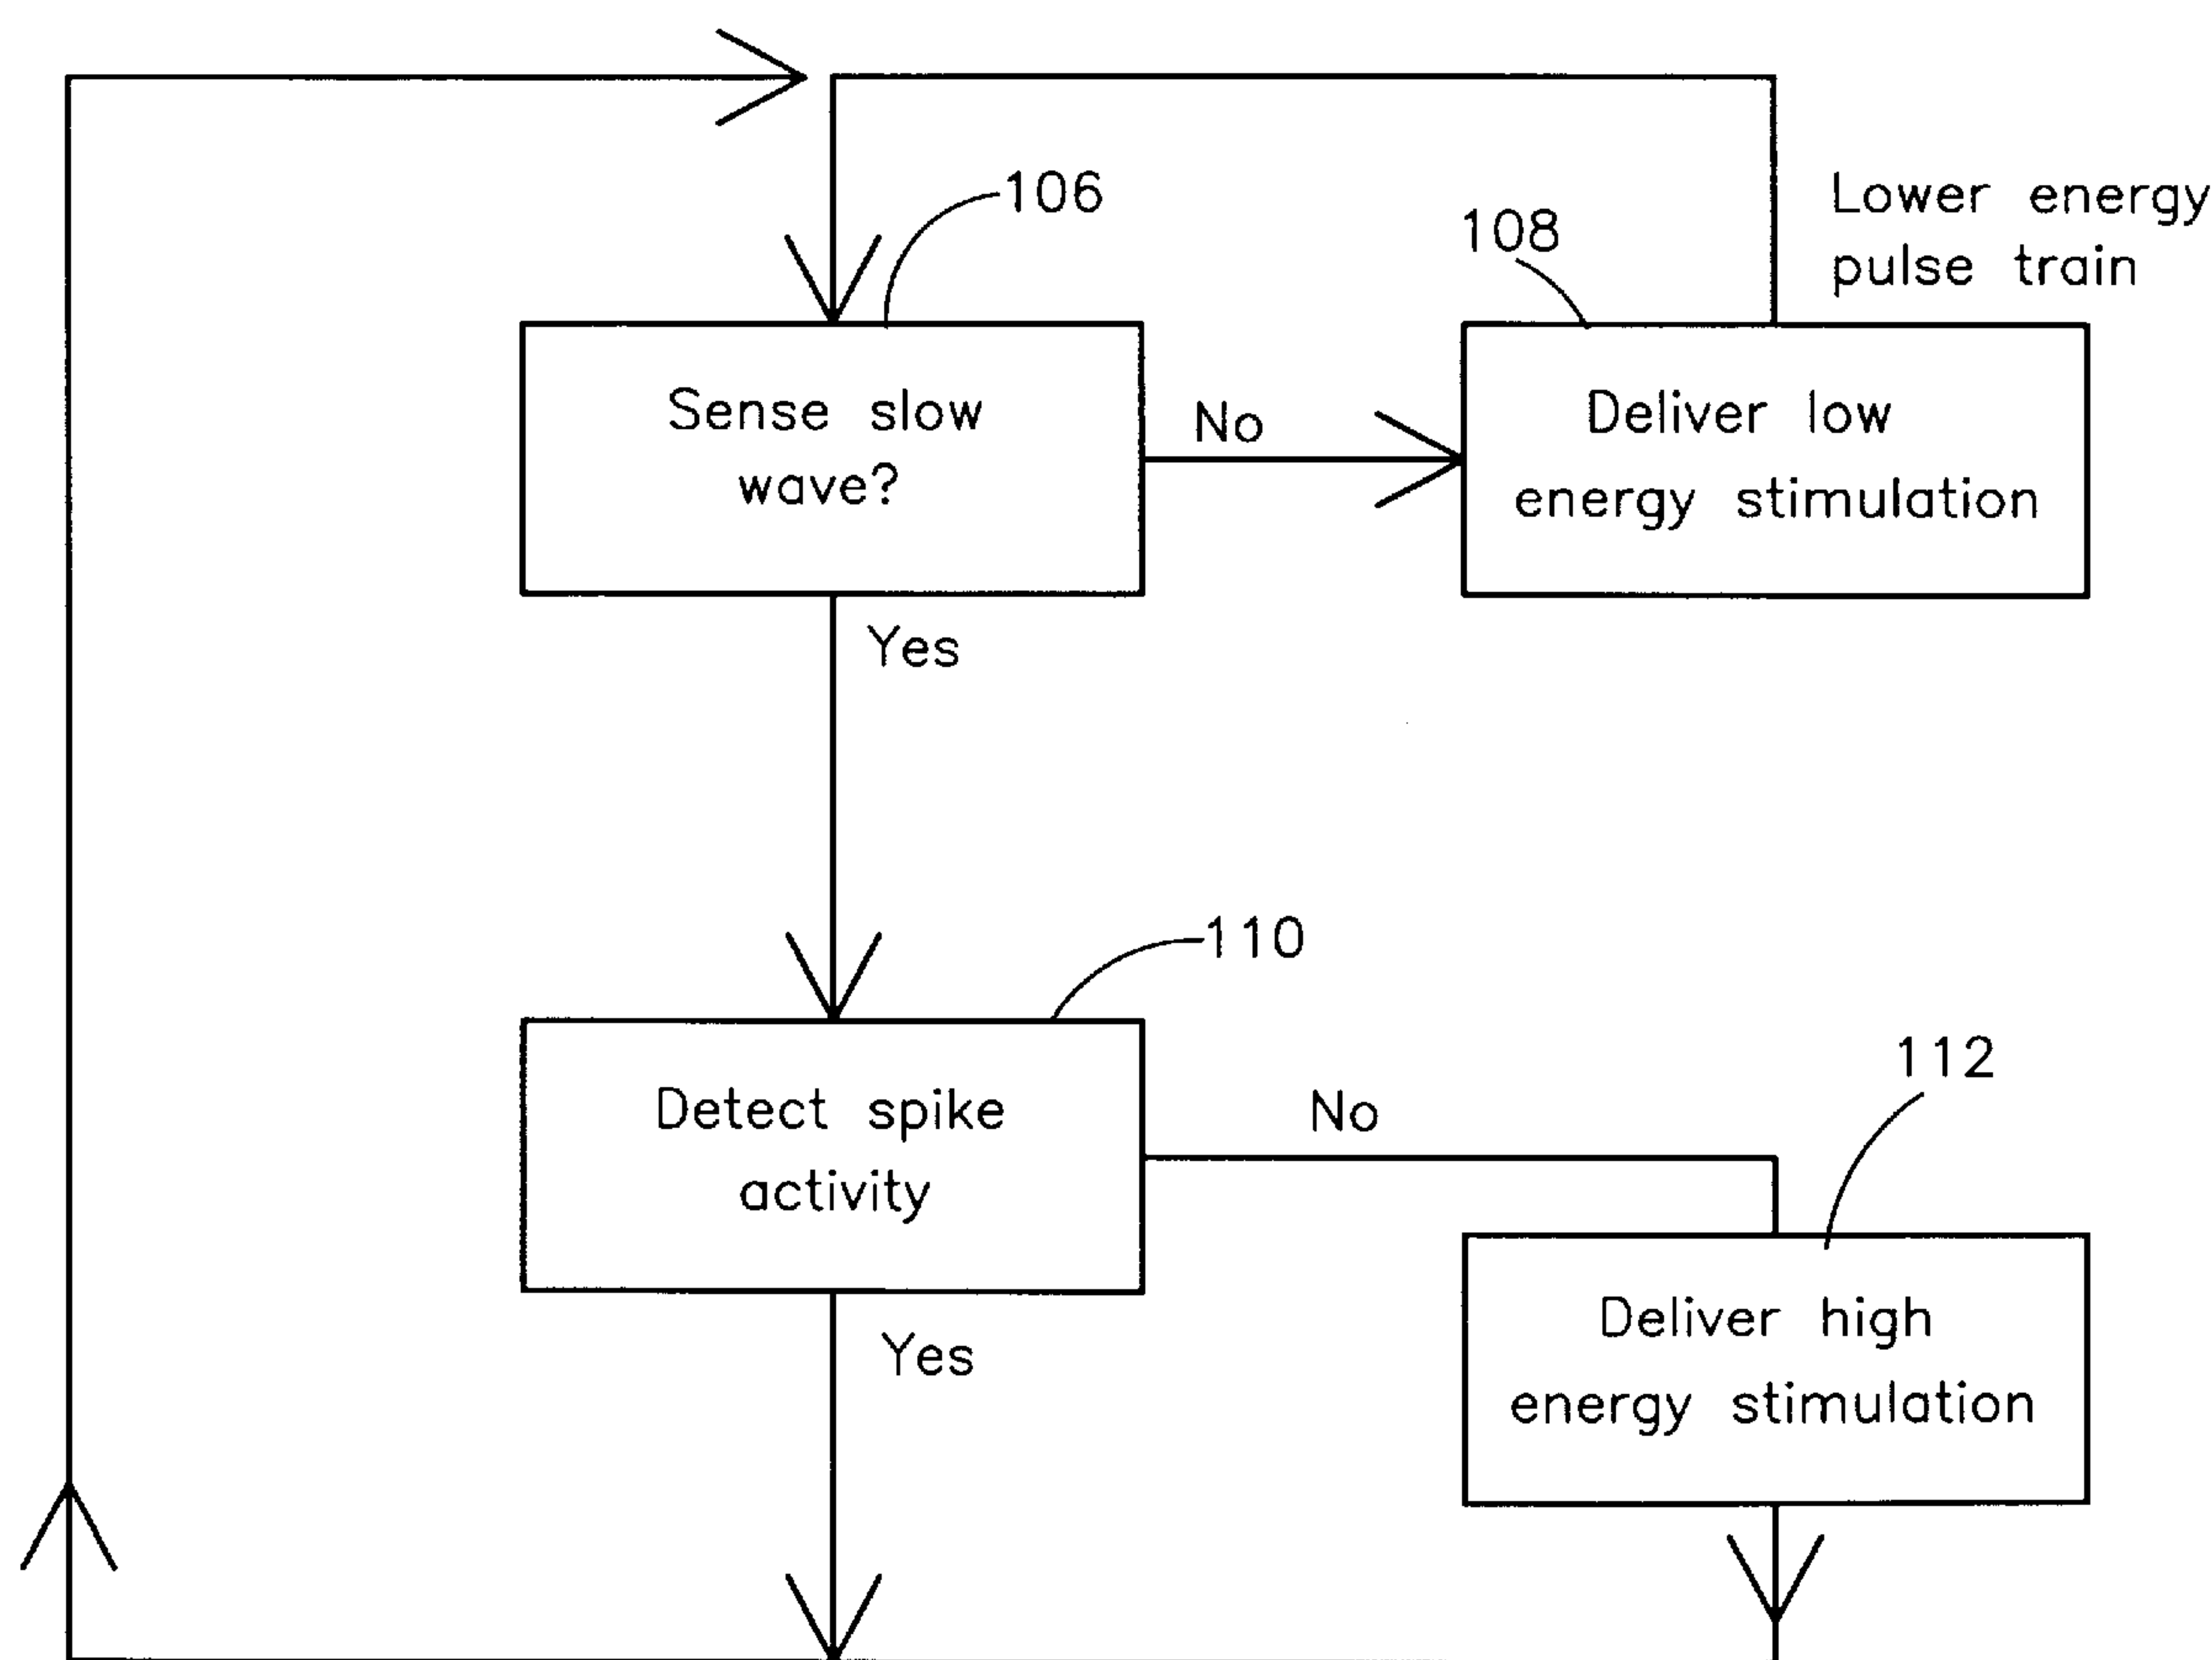 106
108
Lower energy
pulse train
Sense slow
wave?
No
Deliver low
energy stimulation
Yes
110
112
Detect spike
activity
No
Deliver high
energy stimulation
Yes